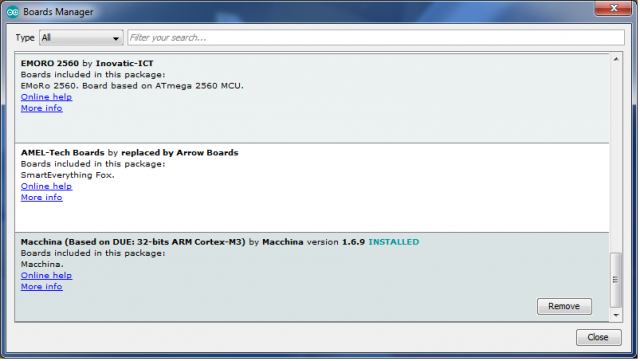 Boards Manager
Type All Filter your search...
EMORO 2560 by Inovatic-ICT
Boards included in this package:
EMoRo 2560. Board based on ATmega 2560 MCU.
Online help
More info
AMEL-Tech Boards by replaced by Arrow Boards
Boards included in this package:
SmartEverything Fox.
Online help
More info
Macchina (Based on DUE: 32-bits ARM Cortex-M3) by Macchina version 1.6.9 INSTALLED
Boards included in this package:
Macchina.
Online help
More info
Remove
Close